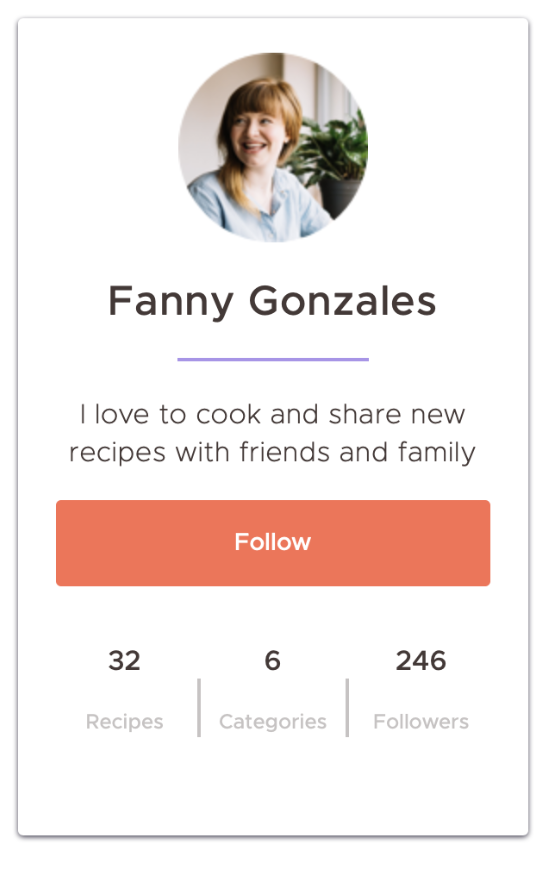 Fanny Gonzales
I love to cook and share new
recipes with friends and family
Follow
32 6 246
Recipes Categories Followers